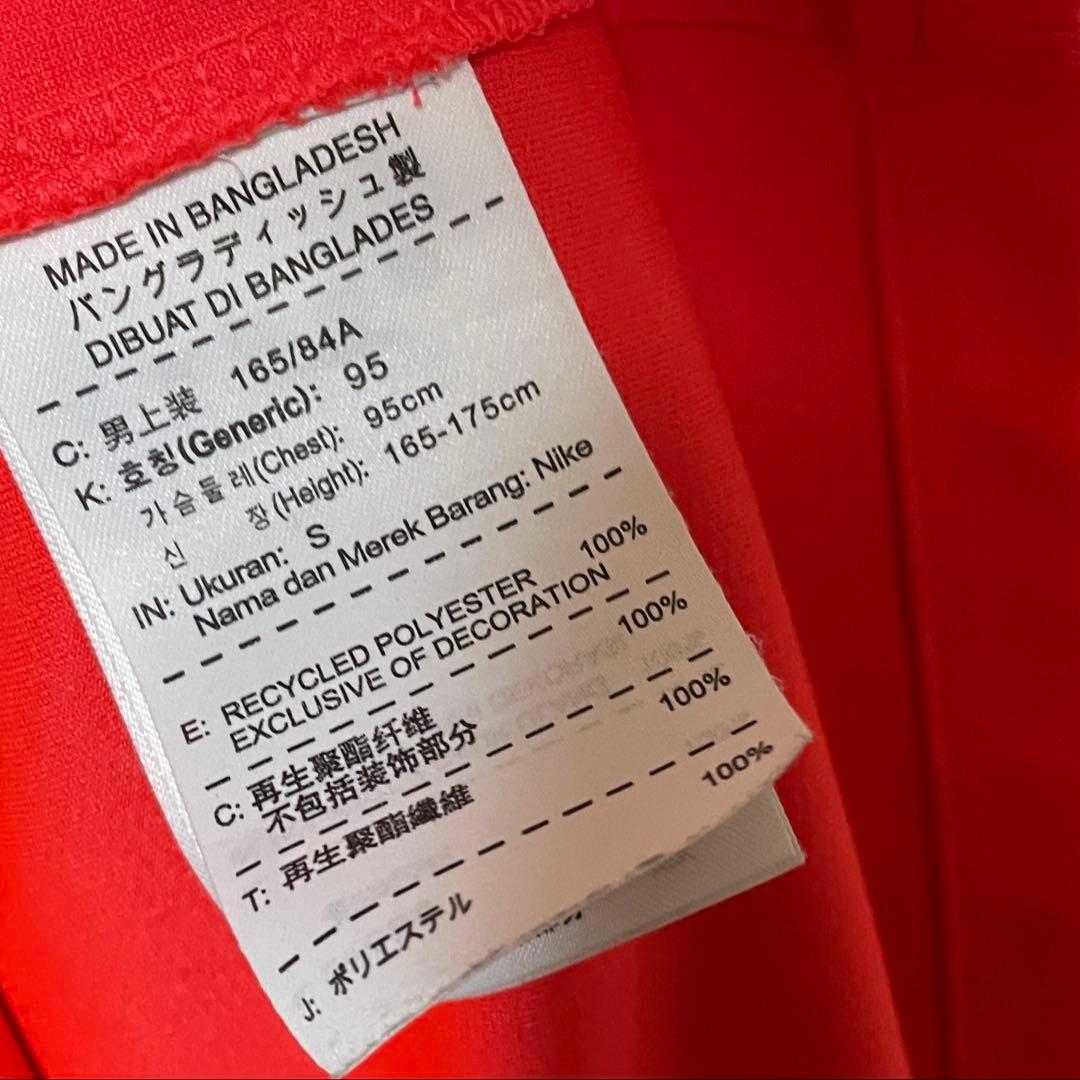 MADE IN BANGLADESH
バングラディッシュ製
DIBUAT DI BANGLADES
C: 男上装 165/84A
K: 호칭(Generic): 95
가슴둘레(Chest): 95cm
신 장(Height): 165-175cm
IN: Ukuran: S
Nama dan Merek Barang: Nike
E: RECYCLED POLYESTER 100%
EXCLUSIVE OF DECORATION
C: 再生聚酯纤维 100%
不包括装饰部分
T: 再生聚酯纖維 100%
J: ポリエステル 100%